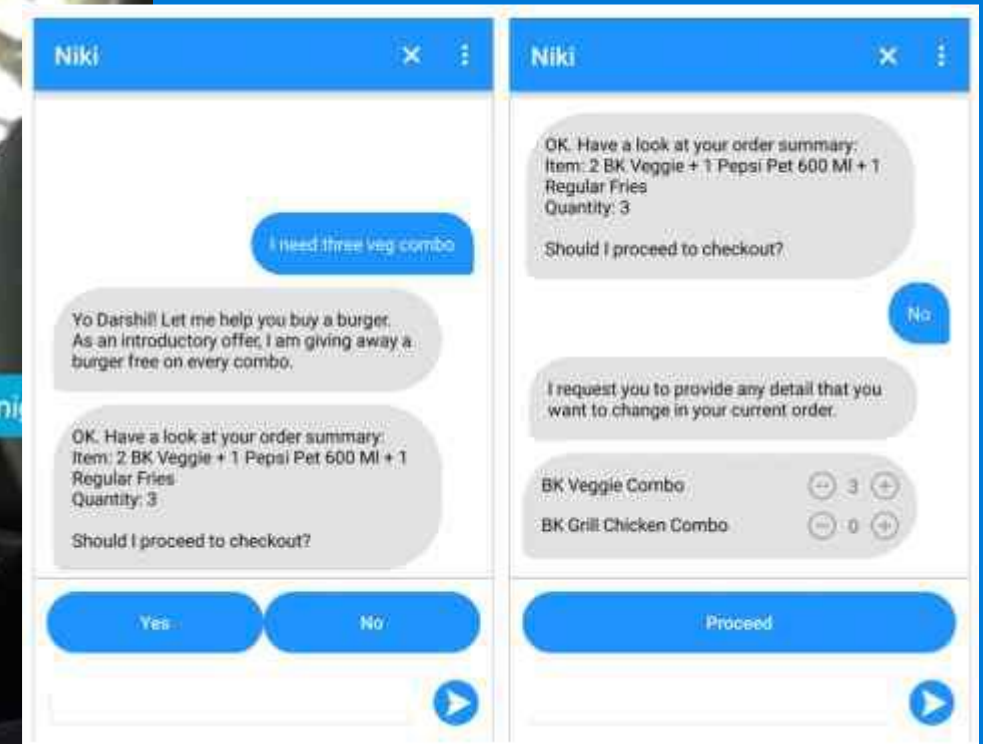 Niki
I need three veg combo
Yo Darshil! Let me help you buy a burger.
As an introductory offer, I am giving away a
burger free on every combo.
OK. Have a look at your order summary:
Item: 2 BK Veggie + 1 Pepsi Pet 600 Ml + 1
Regular Fries
Quantity: 3
Should I proceed to checkout?
Yes
No
Niki
OK. Have a look at your order summary:
Item: 2 BK Veggie + 1 Pepsi Pet 600 Ml + 1
Regular Fries
Quantity: 3
Should I proceed to checkout?
No
I request you to provide any detail that you
want to change in your current order.
BK Veggie Combo 3
BK Grill Chicken Combo 0
Proceed